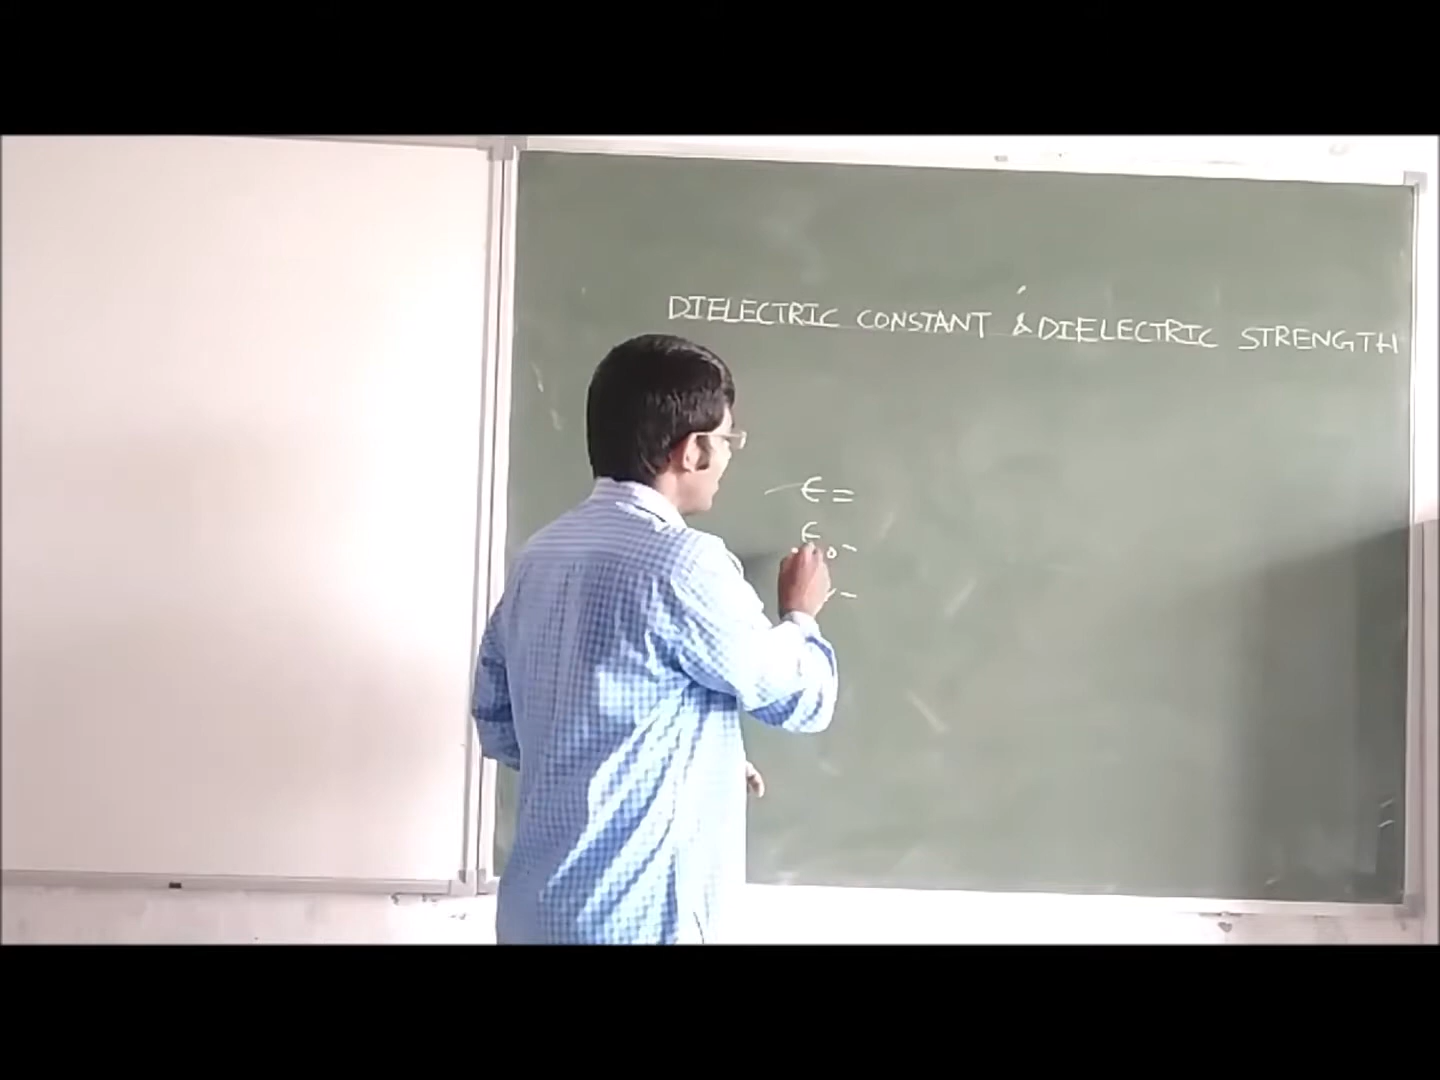 DIELECTRIC CONSTANT & DIELECTRIC STRENGTH
ϵ =
ϵ₀ -
-